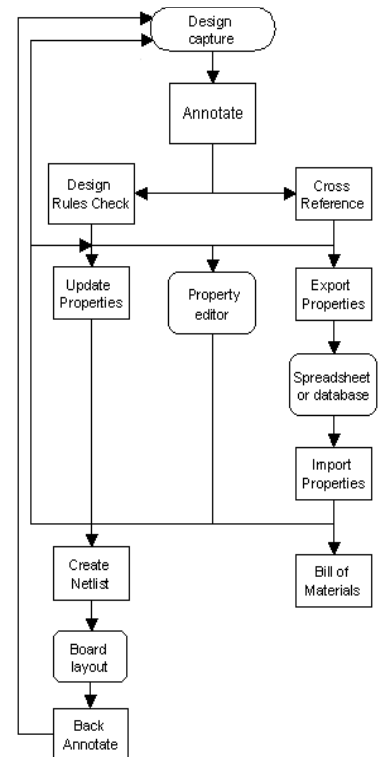 Design
capture
Annotate
Design
Rules Check
Cross
Reference
Update
Properties
Property
editor
Export
Properties
Spreadsheet
or database
Import
Properties
Create
Netlist
Bill of
Materials
Board
layout
Back
Annotate